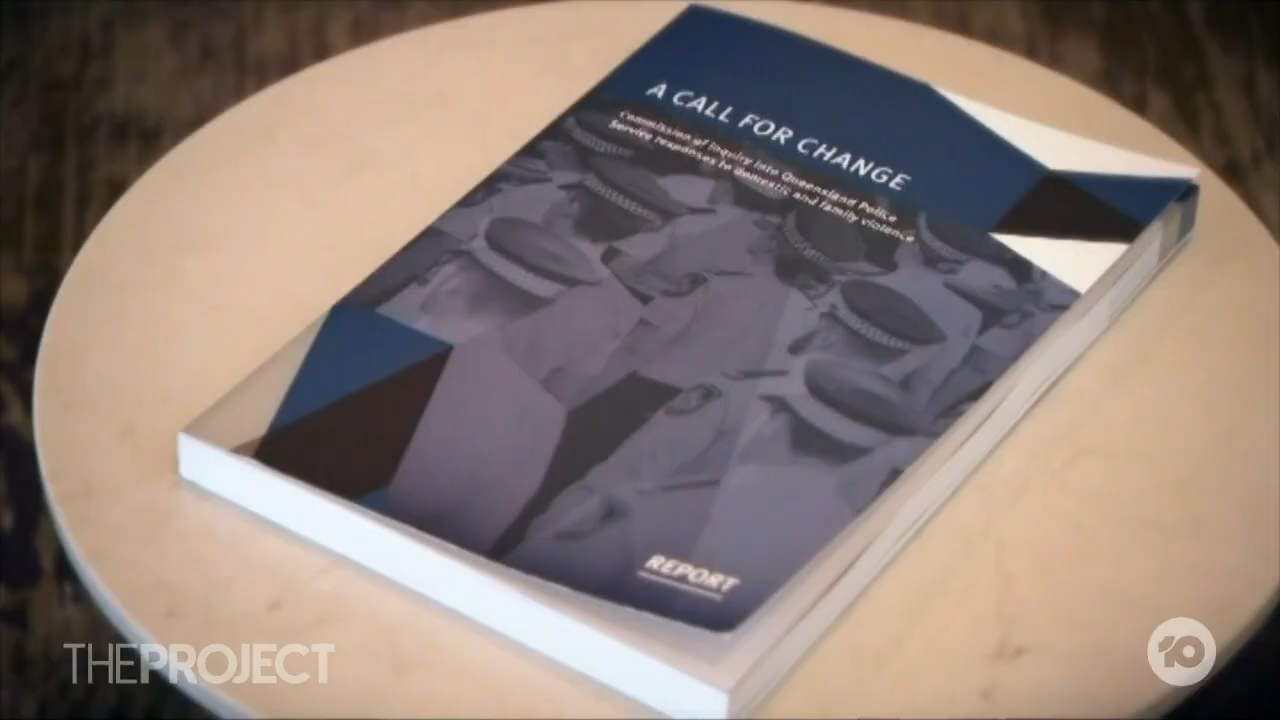 A CALL FOR CHANGE
Commission of Inquiry into Queensland Police
Service responses to domestic and family violence
REPORT
THEPROJECT
10